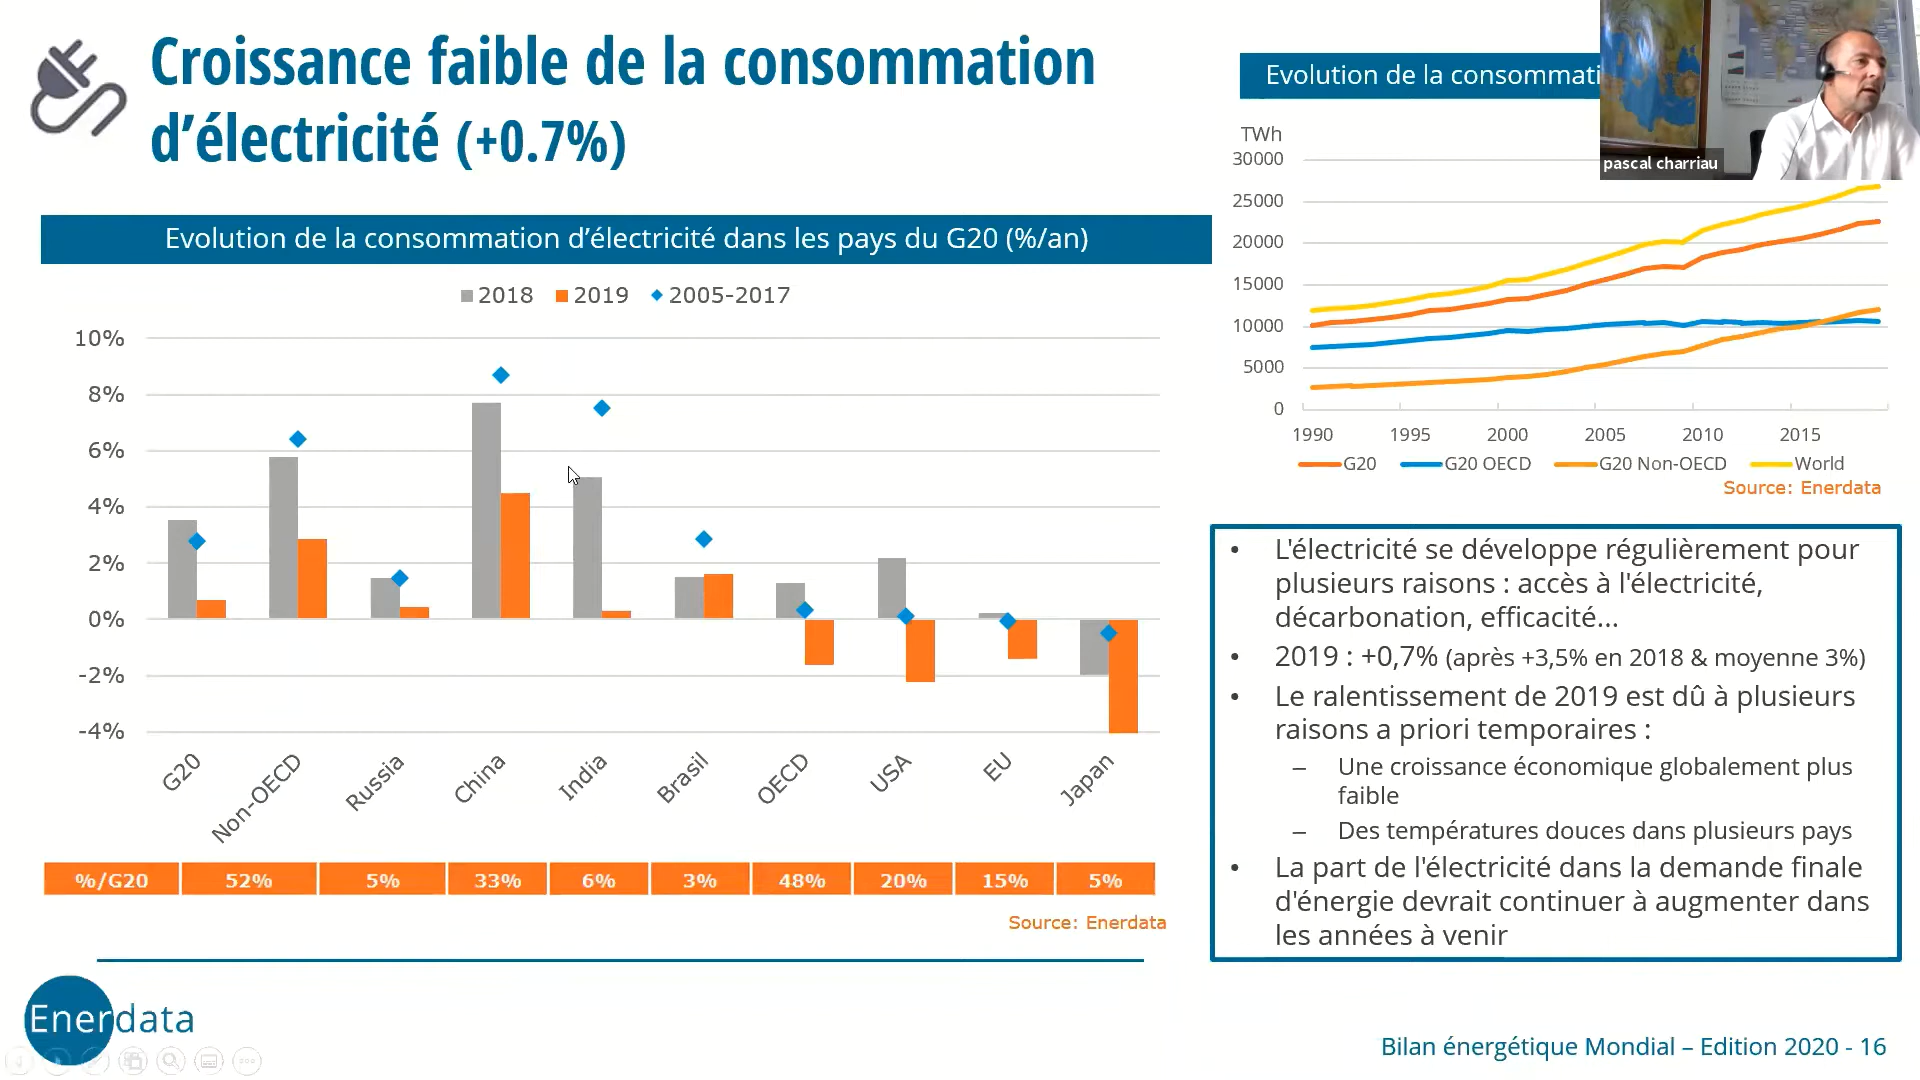 Croissance faible de la consommation
d’électricité (+0.7%)
Evolution de la consommati
pascal charriau
Evolution de la consommation d’électricité dans les pays du G20 (%/an)
2018 2019 2005-2017
10%
8%
6%
4%
2%
0%
-2%
-4%
G20 Non-OECD Russia China India Brasil OECD USA EU Japan
%/G20 52% 5% 33% 6% 3% 48% 20% 15% 5%
Source: Enerdata
TWh
30000
25000
20000
15000
10000
5000
0
1990 1995 2000 2005 2010 2015
G20 G20 OECD G20 Non-OECD World
Source: Enerdata
• L'électricité se développe régulièrement pour
plusieurs raisons : accès à l'électricité,
décarbonation, efficacité...
• 2019 : +0,7% (après +3,5% en 2018 & moyenne 3%)
• Le ralentissement de 2019 est dû à plusieurs
raisons a priori temporaires :
– Une croissance économique globalement plus
faible
– Des températures douces dans plusieurs pays
• La part de l'électricité dans la demande finale
d'énergie devrait continuer à augmenter dans
les années à venir
Enerdata
Bilan énergétique Mondial – Edition 2020 - 16